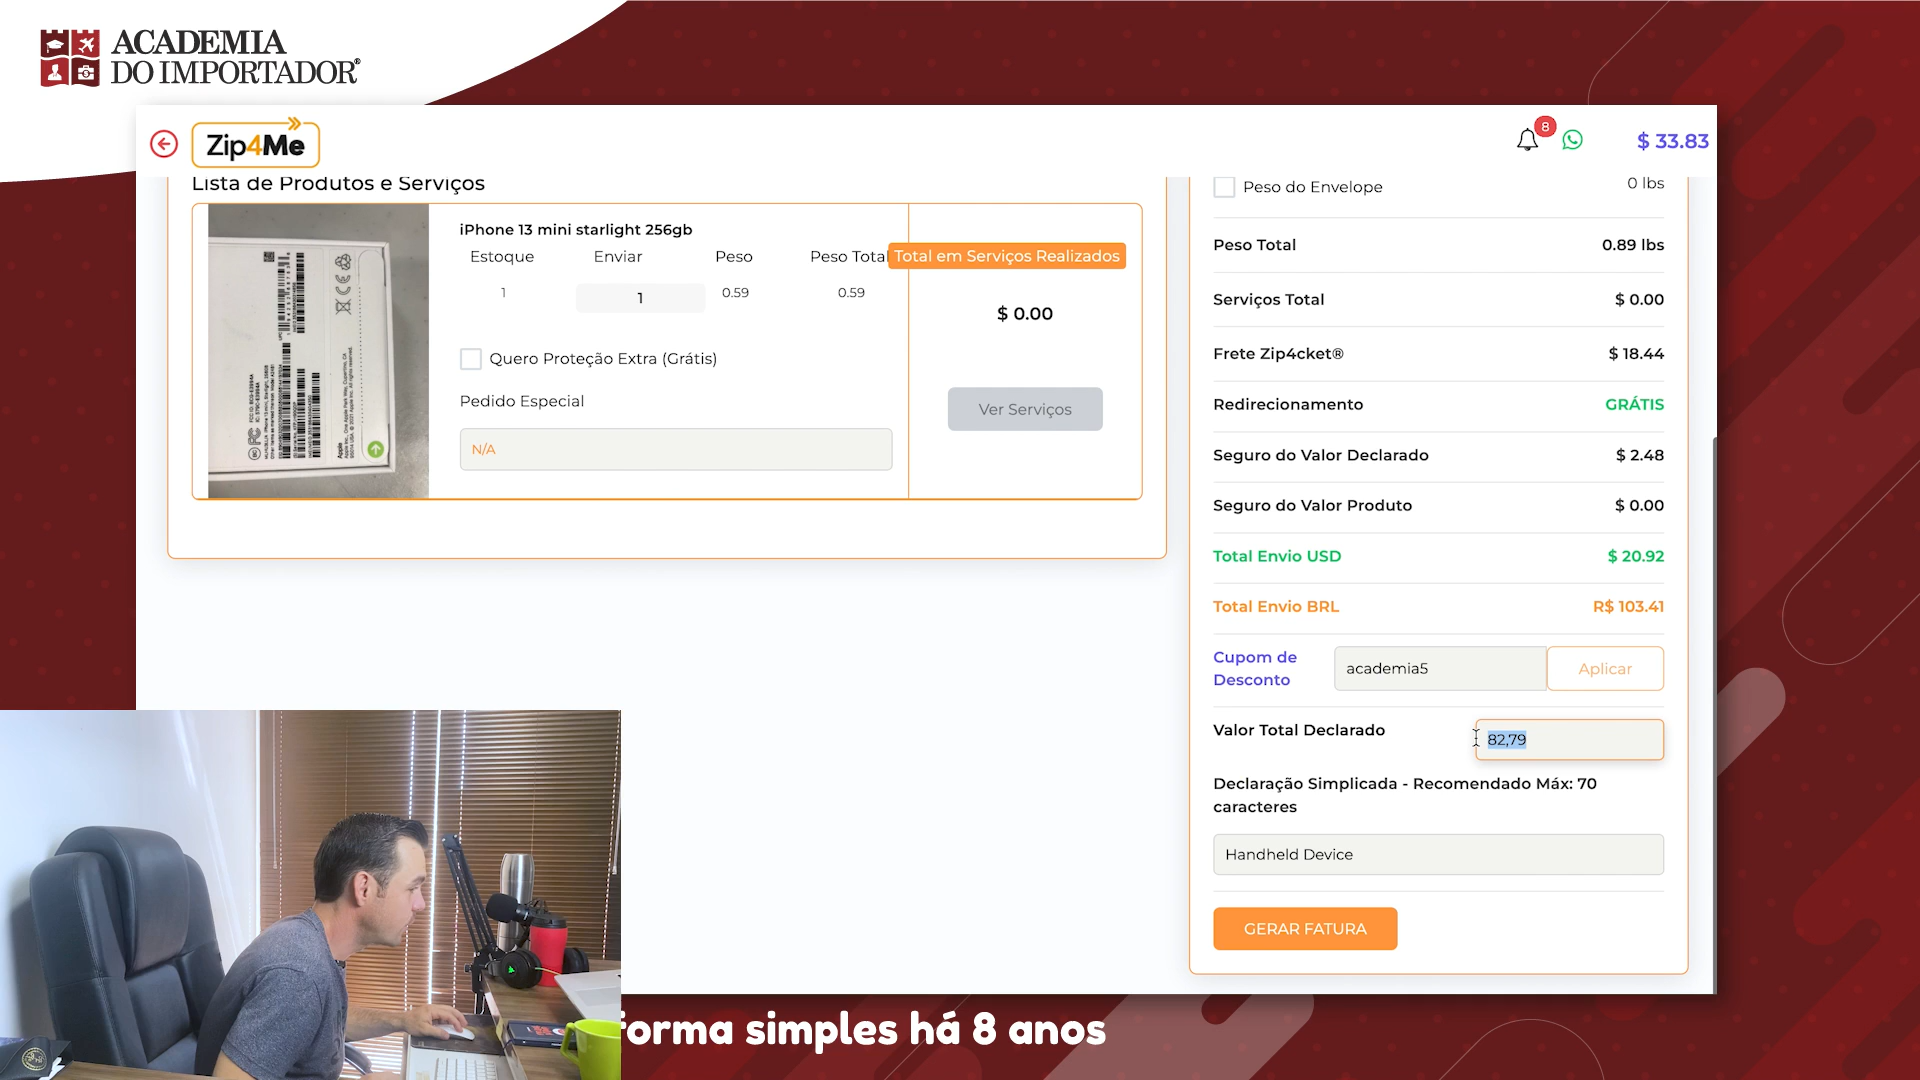 ACADEMIA
DO IMPORTADOR®
Zip4Me
8
$ 33.83
Lista de Produtos e Serviços
iPhone 13 mini starlight 256gb
Estoque Enviar Peso Peso Total
1 1 0.59 0.59
Quero Proteção Extra (Grátis)
Pedido Especial
N/A
Total em Serviços Realizados
$ 0.00
Ver Serviços
Peso do Envelope 0 lbs
Peso Total 0.89 lbs
Serviços Total $ 0.00
Frete Zip4cket® $ 18.44
Redirecionamento GRÁTIS
Seguro do Valor Declarado $ 2.48
Seguro do Valor Produto $ 0.00
Total Envio USD $ 20.92
Total Envio BRL R$ 103.41
Cupom de
Desconto
academia5 Aplicar
Valor Total Declarado 82,79
Declaração Simplicada - Recomendado Máx: 70
caracteres
Handheld Device
GERAR FATURA
forma simples há 8 anos